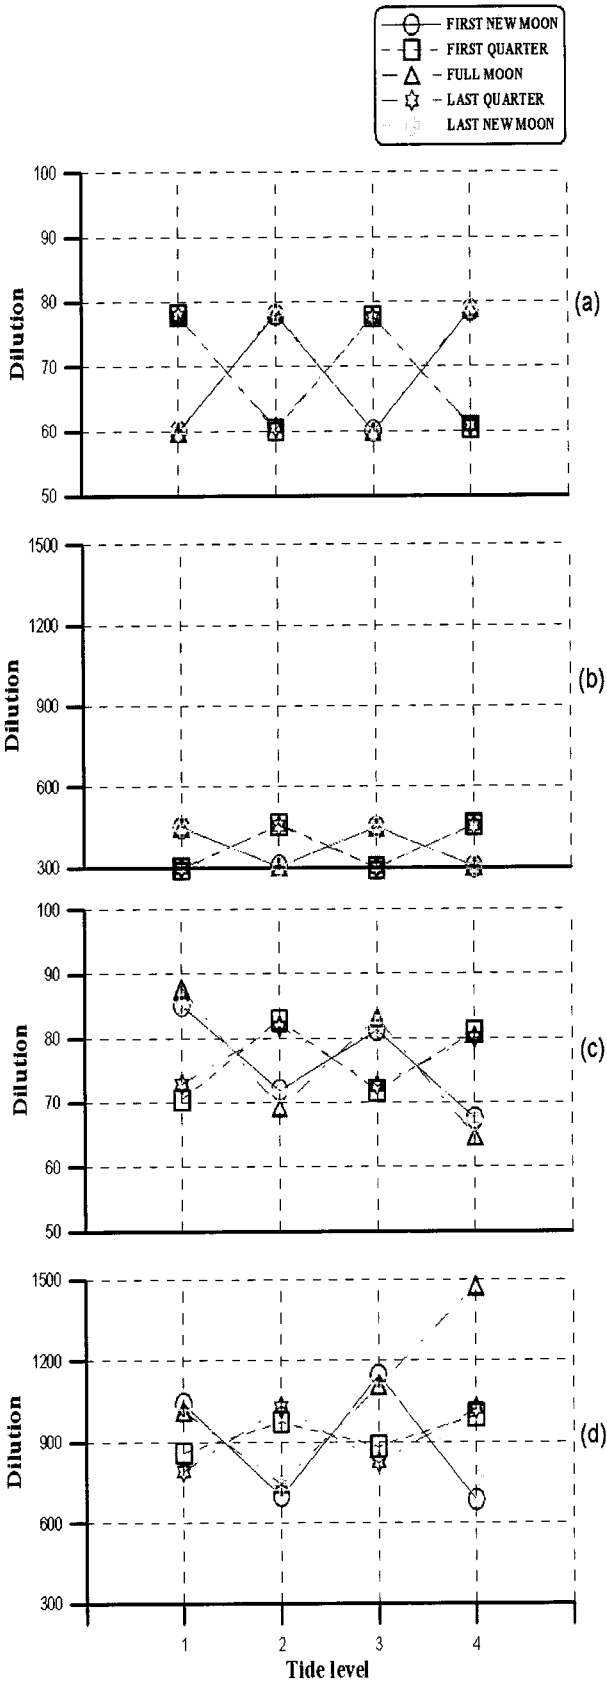 FIRST NEW MOON
FIRST QUARTER
FULL MOON
LAST QUARTER
LAST NEW MOON
100
90
80
70
60
50
Dilution
(a)
1500
1200
900
600
300
Dilution
(b)
100
90
80
70
60
50
Dilution
(c)
1500
1200
900
600
300
Dilution
(d)
1 2 3 4
Tide level